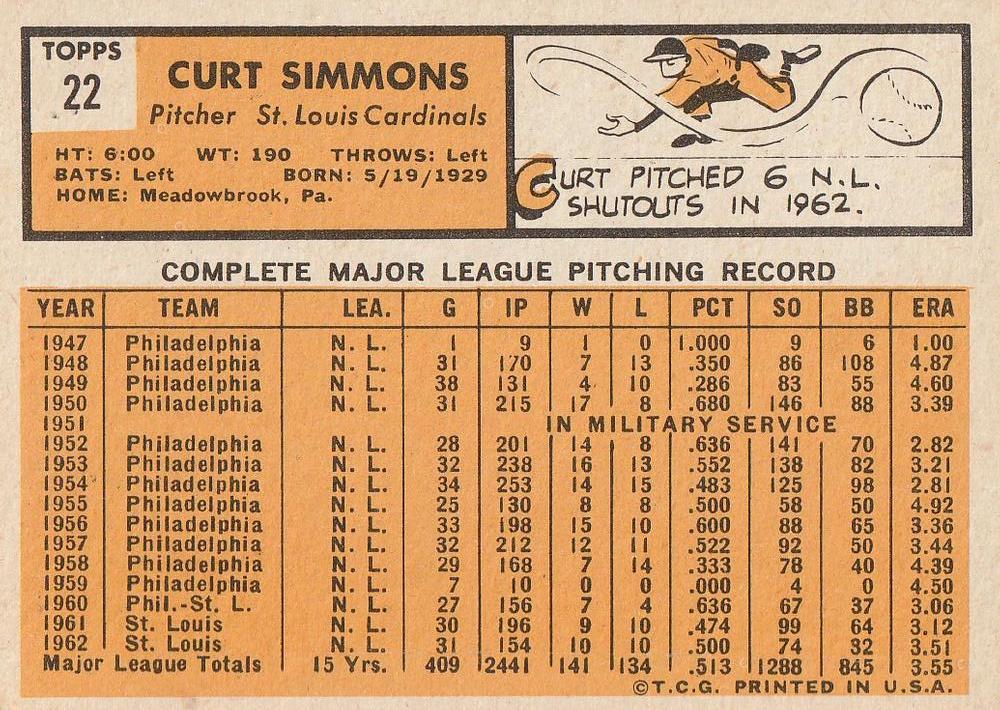 TOPPS
22
CURT SIMMONS
Pitcher St. Louis Cardinals
HT: 6:00 WT: 190 THROWS: Left
BATS: Left BORN: 5/19/1929
HOME: Meadowbrook, Pa.
CURT PITCHED 6 N.L.
SHUTOUTS IN 1962.
COMPLETE MAJOR LEAGUE PITCHING RECORD
YEAR TEAM LEA. G IP W L PCT SO BB ERA
1947 Philadelphia N. L. 1 9 1 0 1.000 9 6 1.00
1948 Philadelphia N. L. 31 170 7 13 .350 86 108 4.87
1949 Philadelphia N. L. 38 131 4 10 .286 83 55 4.60
1950 Philadelphia N. L. 31 215 17 8 .680 146 88 3.39
1951 IN MILITARY SERVICE
1952 Philadelphia N. L. 28 201 14 8 .636 141 70 2.82
1953 Philadelphia N. L. 32 238 16 13 .552 138 82 3.21
1954 Philadelphia N. L. 34 253 14 15 .483 125 98 2.81
1955 Philadelphia N. L. 25 130 8 8 .500 58 50 4.92
1956 Philadelphia N. L. 33 198 15 10 .600 88 65 3.36
1957 Philadelphia N. L. 32 212 12 11 .522 92 50 3.44
1958 Philadelphia N. L. 29 168 7 14 .333 78 40 4.39
1959 Philadelphia N. L. 7 10 0 0 .000 4 0 4.50
1960 Phil.-St. L. N. L. 27 156 7 4 .636 67 37 3.06
1961 St. Louis N. L. 30 196 9 10 .474 99 64 3.12
1962 St. Louis N. L. 31 154 10 10 .500 74 32 3.51
Major League Totals 15 Yrs. 409 2441 141 134 .513 1288 845 3.55
©T.C.G. PRINTED IN U.S.A.